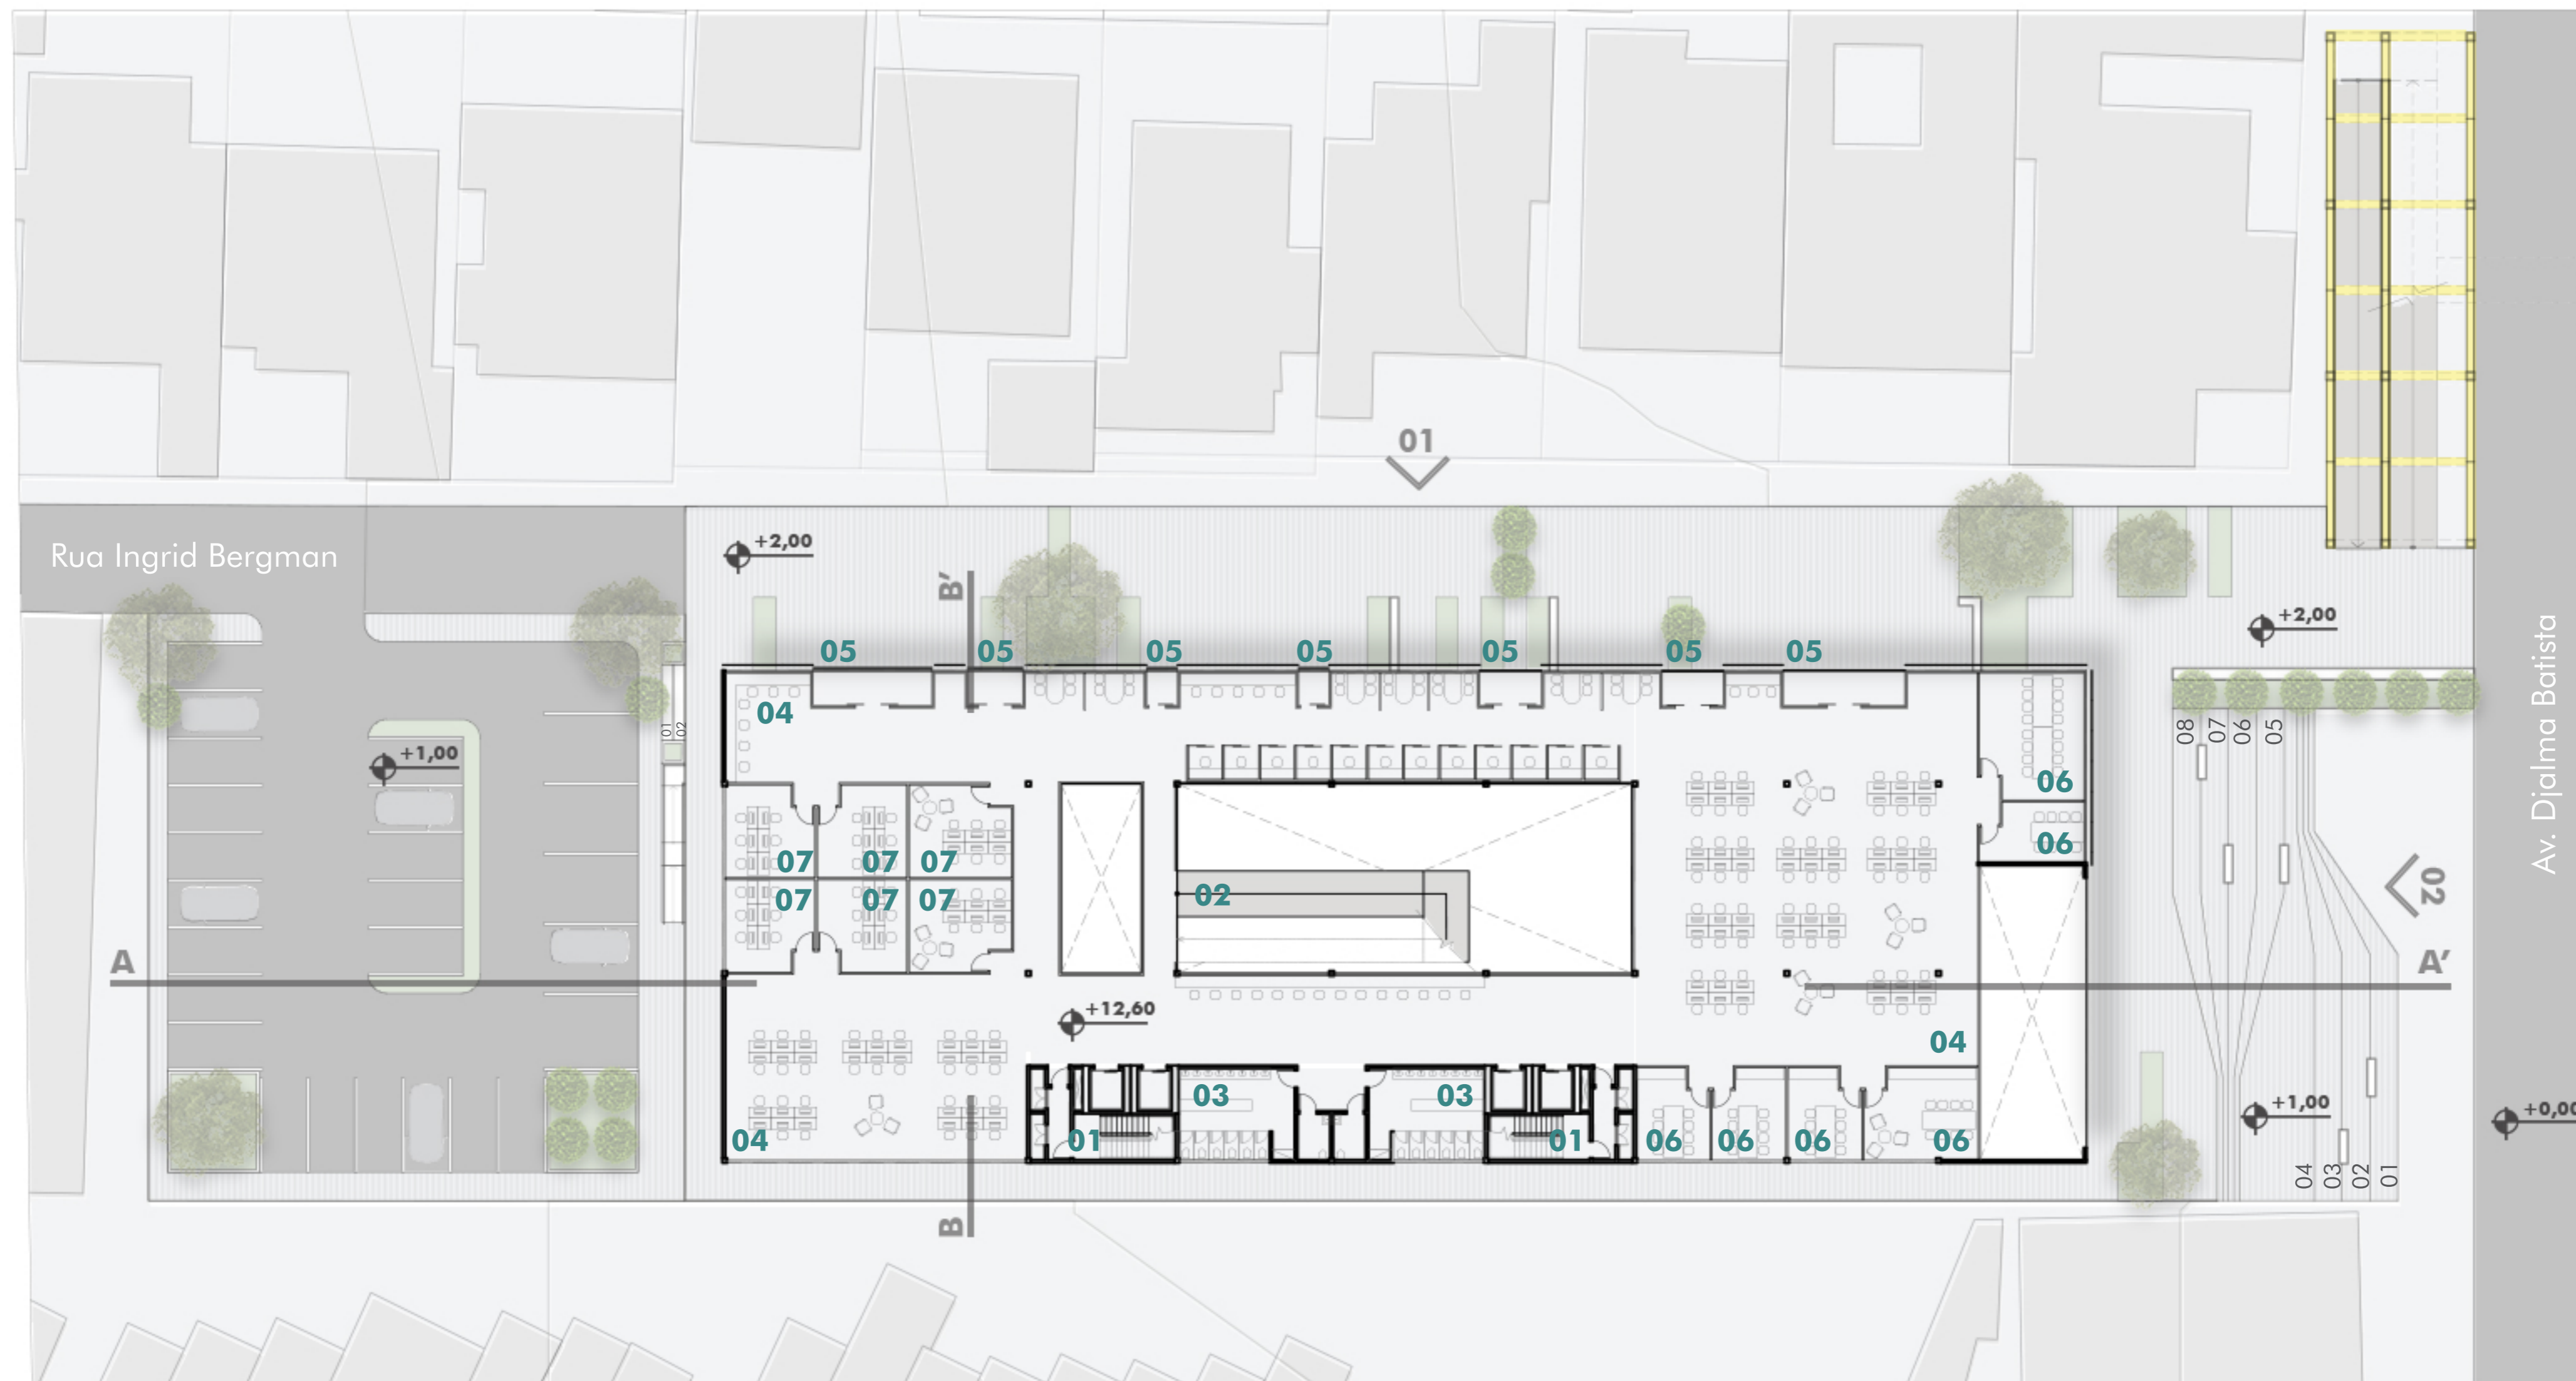 01
Rua Ingrid Bergman
+2,00
B'
+2,00
05 05 05 05 05 05 05
04
01
02
08 07 06 05
+1,00
06
06
07 07 07
07 07 07
02
02
Av. Djalma Batista
A
A'
+12,60
04
03 03
04 01 01 06 06 06 06
+1,00
+0,00
04 03 02 01
B